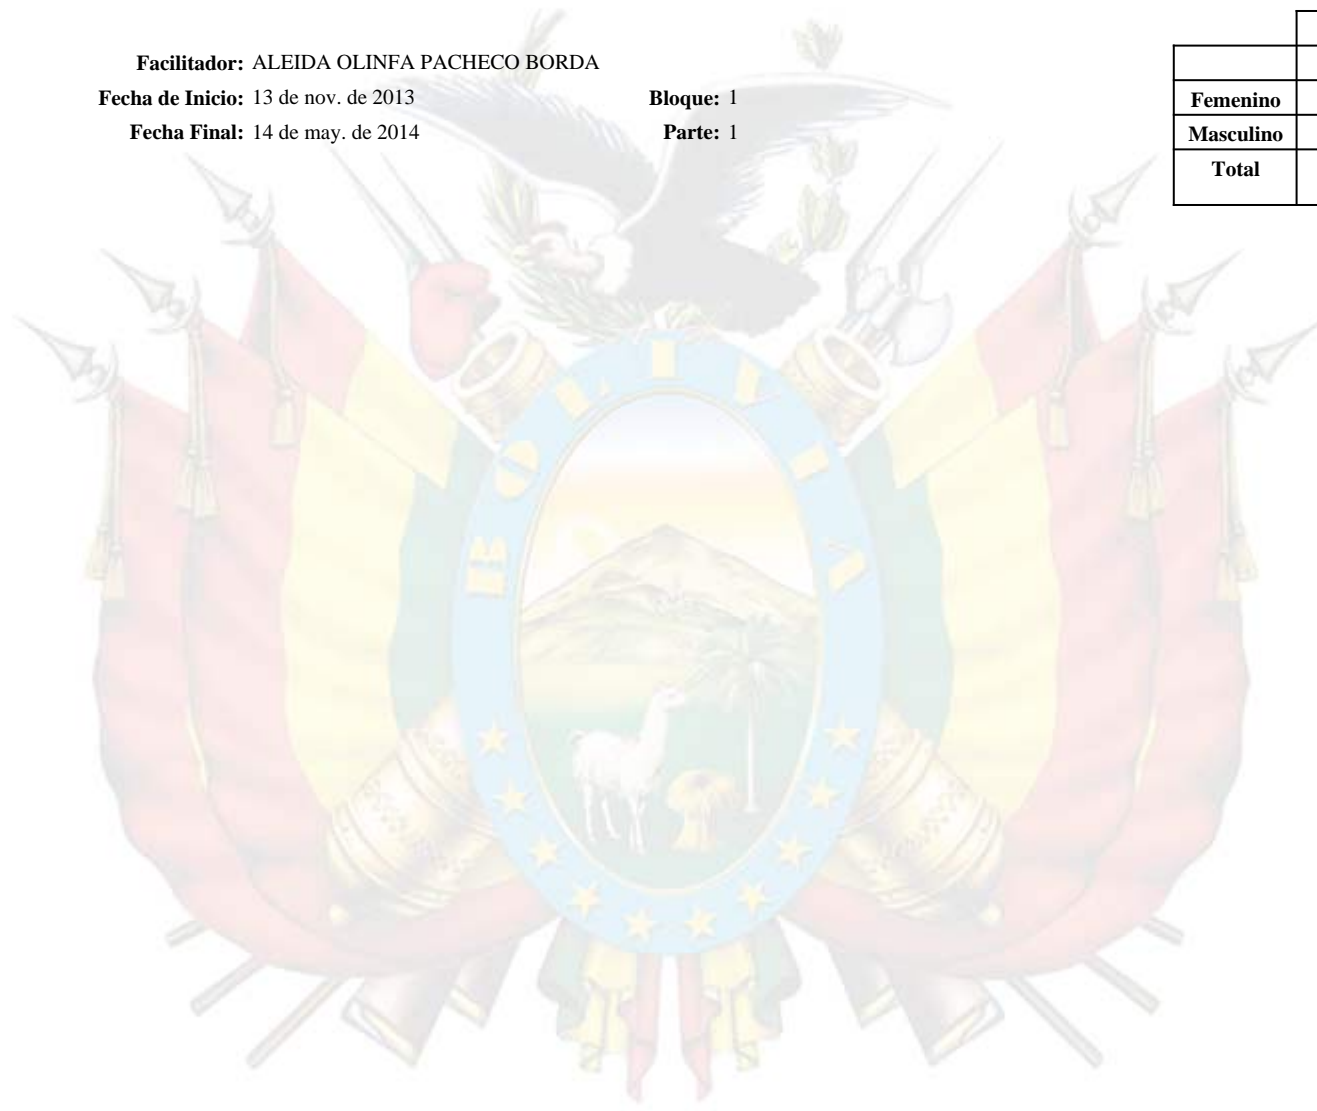 Facilitador: ALEIDA OLINFA PACHECO BORDA
Fecha de Inicio: 13 de nov. de 2013 Bloque: 1
Fecha Final: 14 de may. de 2014 Parte: 1
Femenino
Masculino
Total
BOLIVIA